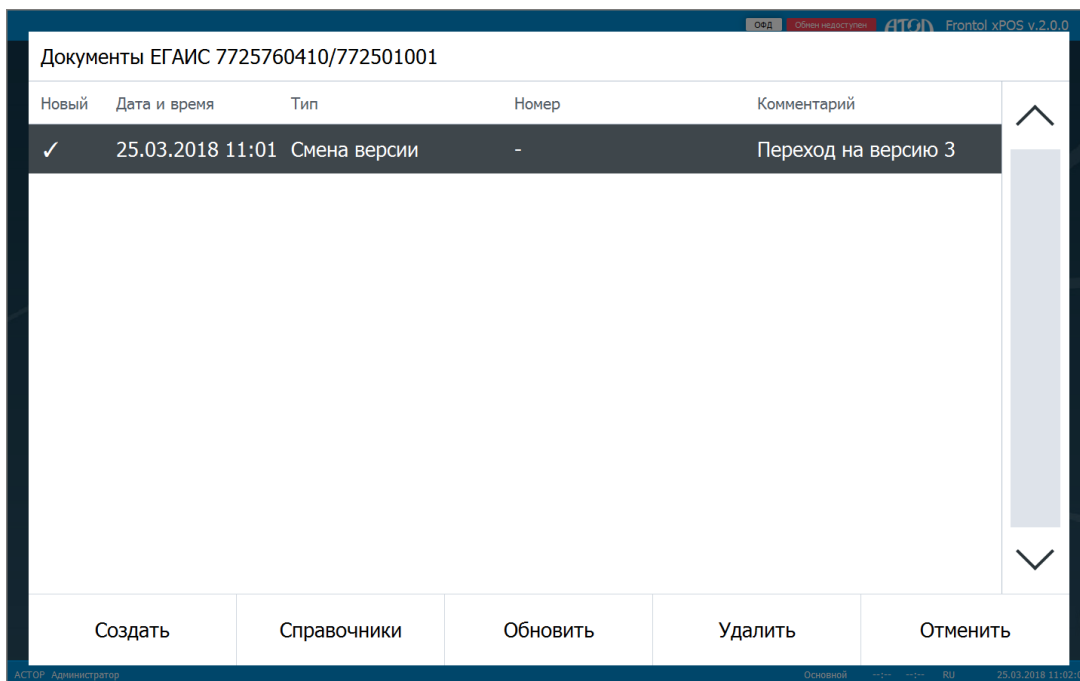 ОФД Обмен недоступен АТОЛ Frontol xPOS v.2.0.0
Документы ЕГАИС 7725760410/772501001
Новый Дата и время Тип Номер Комментарий
✓ 25.03.2018 11:01 Смена версии - Переход на версию 3
Создать Справочники Обновить Удалить Отменить
АСТОР Администратор Основной --:-- --:-- RU 25.03.2018 11:02: